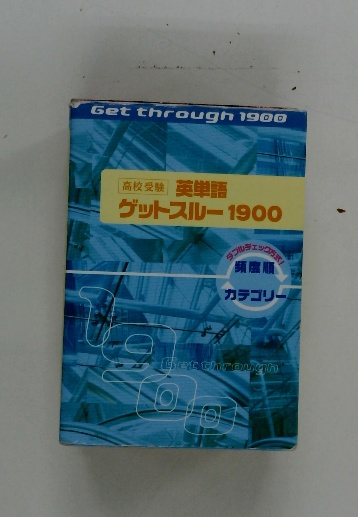 Get through 1900
高校受験 英単語
ゲットスルー1900
ダブルチェック方式!
頻度順
カテゴリー
1900
Get through